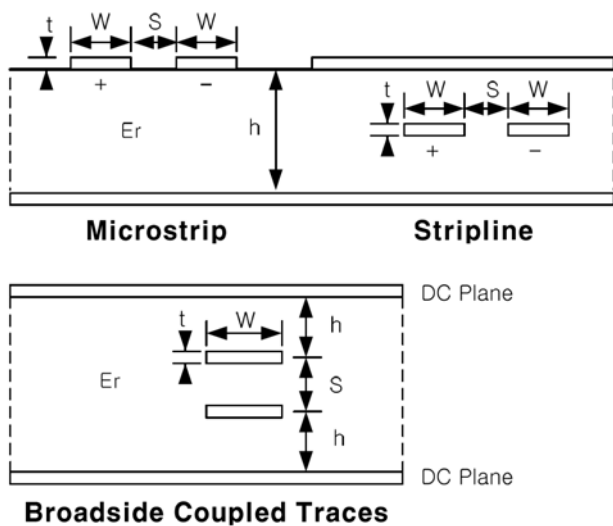 t W S W
+ −
Er
h
t W S W
+ −
Microstrip
Stripline
DC Plane
t W h
Er
S
h
DC Plane
Broadside Coupled Traces